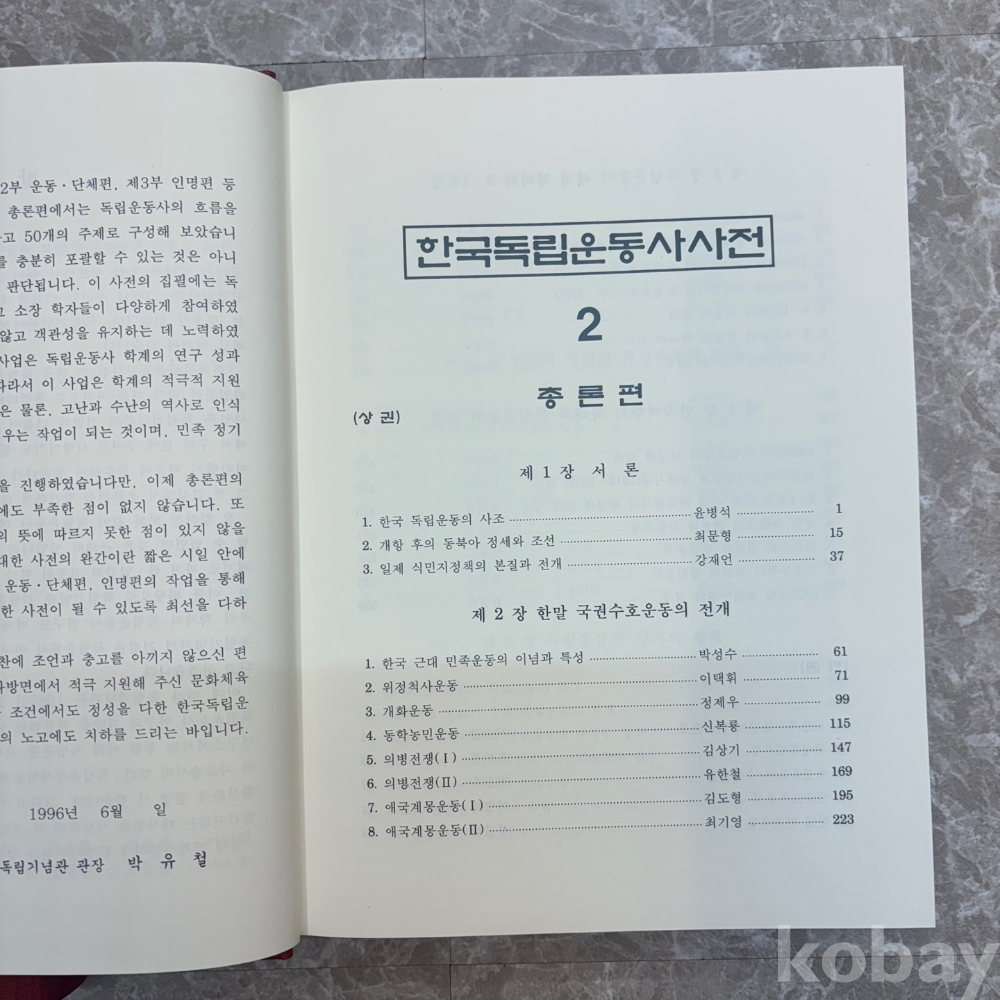 2부 운동·단체편, 제3부 인명편 등
총론편에서는 독립운동사의 흐름을
고 50개의 주제로 구성해 보았습니
를 충분히 포괄할 수 있는 것은 아니
판단됩니다. 이 사전의 집필에는 독
소장 학자들이 다양하게 참여하였
않고 객관성을 유지하는 데 노력하였
사업은 독립운동사 학계의 연구 성과
따라서 이 사업은 학계의 적극적 지원
은 물론, 고난과 수난의 역사로 인식
우는 작업이 되는 것이며, 민족 정기
을 진행하였습니다만, 이제 총론편의
에도 부족한 점이 없지 않습니다. 또
의 뜻에 따르지 못한 점이 있지 않을
대한 사전의 완간이란 짧은 시일 안에
운동·단체편, 인명편의 작업을 통해
한 사전이 될 수 있도록 최선을 다하
찬에 조언과 충고를 아끼지 않으신 편
다방면에서 적극 지원해 주신 문화체육
조건에서도 정성을 다한 한국독립운
의 노고에도 치하를 드리는 바입니다.
1996년 6월 일
독립기념관 관장 박 유 철
한국독립운동사사전
2
총 론 편
(상 권)
제 1 장 서 론
1. 한국 독립운동의 사조 윤병석 1
2. 개항 후의 동북아 정세와 조선 최문형 15
3. 일제 식민지정책의 본질과 전개 강재언 37
제 2 장 한말 국권수호운동의 전개
1. 한국 근대 민족운동의 이념과 특성 박성수 61
2. 위정척사운동 이택휘 71
3. 개화운동 정제우 99
4. 동학농민운동 신복룡 115
5. 의병전쟁(Ⅰ) 김상기 147
6. 의병전쟁(Ⅱ) 유한철 169
7. 애국계몽운동(Ⅰ) 김도형 195
8. 애국계몽운동(Ⅱ) 최기영 223
kobay